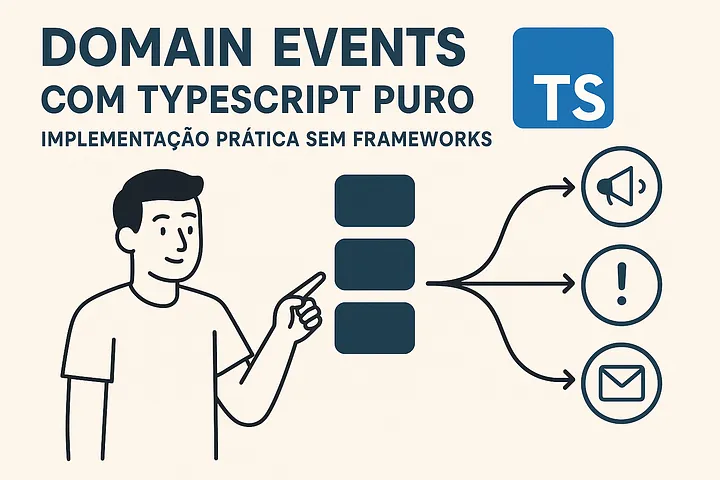 DOMAIN EVENTS
COM TYPESCRIPT PURO
IMPLEMENTAÇÃO PRÁTICA SEM FRAMEWORKS
TS
!